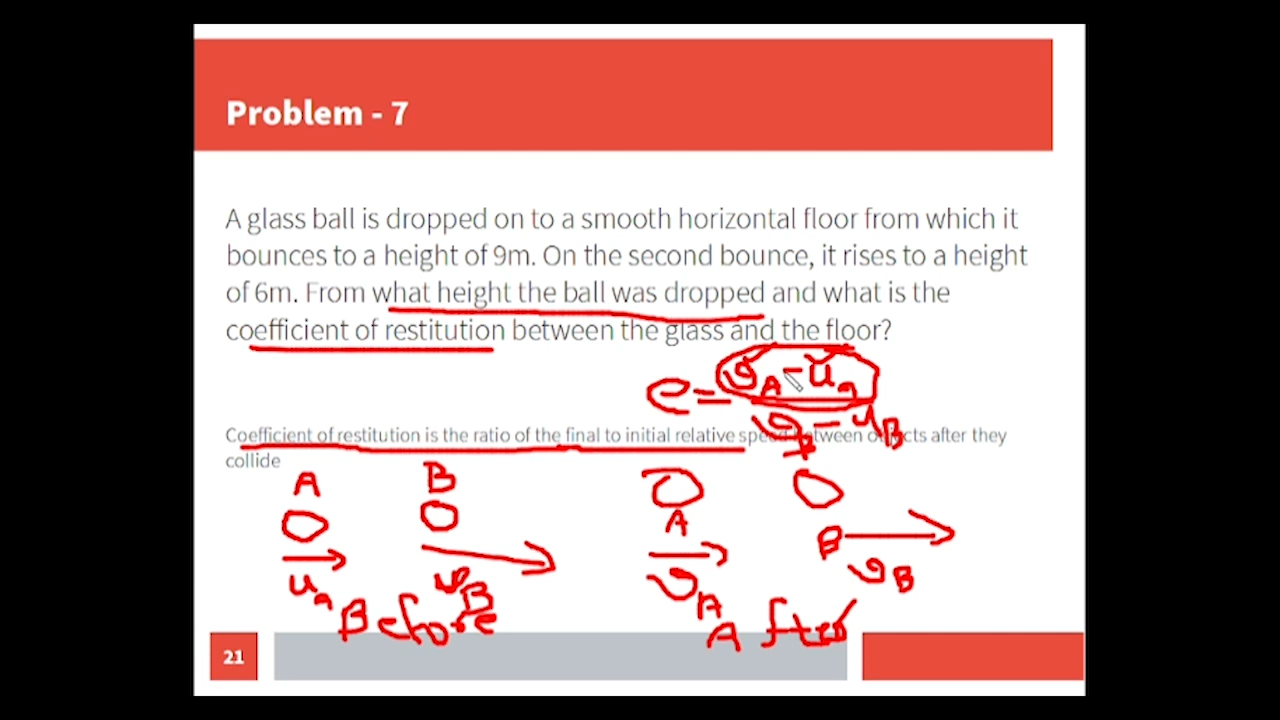 Problem - 7
A glass ball is dropped on to a smooth horizontal floor from which it
bounces to a height of 9m. On the second bounce, it rises to a height
of 6m. From what height the ball was dropped and what is the
coefficient of restitution between the glass and the floor?
e = 
Coefficient of restitution is the ratio of the final to initial relative speed between objects after they
collide
A B
A B
Before After
21